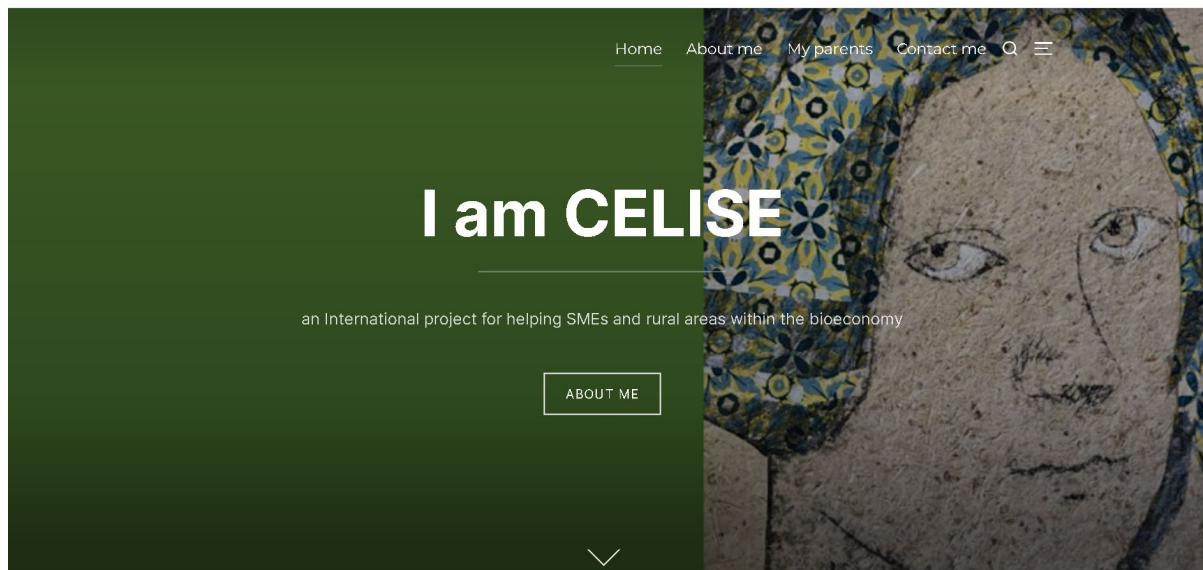 Home About me My parents Contact me
I am CELISE
an International project for helping SMEs and rural areas within the bioeconomy
ABOUT ME